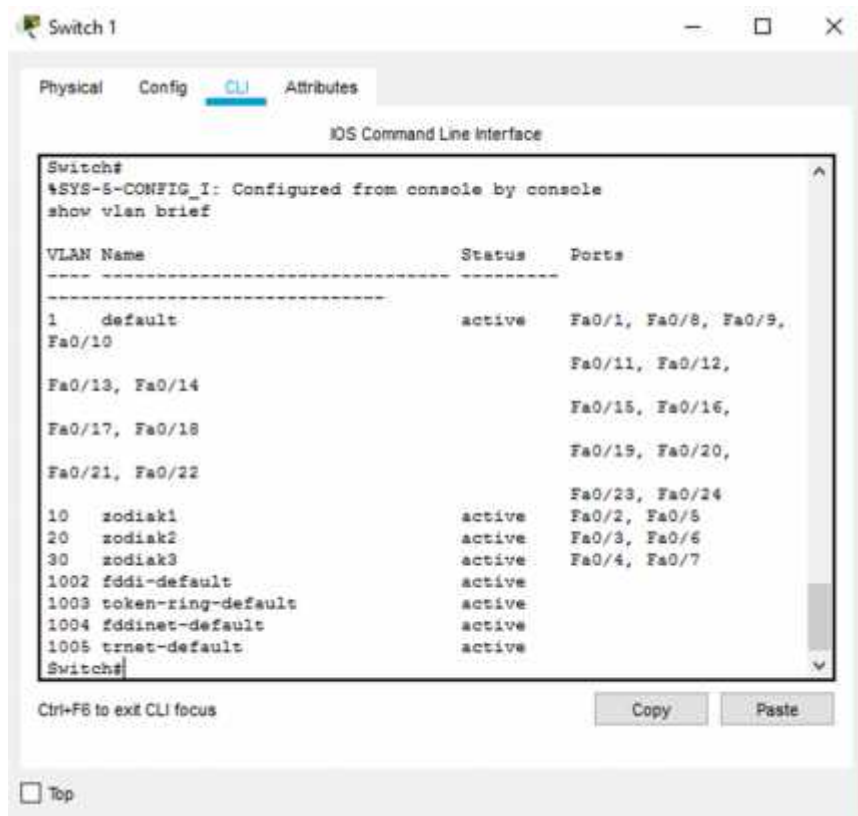 Switch 1
Physical Config CLI Attributes
IOS Command Line Interface
Switch#
%SYS-5-CONFIG_I: Configured from console by console
show vlan brief
VLAN Name Status Ports
---- -------------------------------- ---------
-------------------------------
1 default active Fa0/1, Fa0/8, Fa0/9,
Fa0/10
Fa0/11, Fa0/12,
Fa0/13, Fa0/14
Fa0/15, Fa0/16,
Fa0/17, Fa0/18
Fa0/19, Fa0/20,
Fa0/21, Fa0/22
Fa0/23, Fa0/24
10 zodiak1 active Fa0/2, Fa0/5
20 zodiak2 active Fa0/3, Fa0/6
30 zodiak3 active Fa0/4, Fa0/7
1002 fddi-default active
1003 token-ring-default active
1004 fddinet-default active
1005 trnet-default active
Switch#
Ctrl+F6 to exit CLI focus
Copy Paste
Top